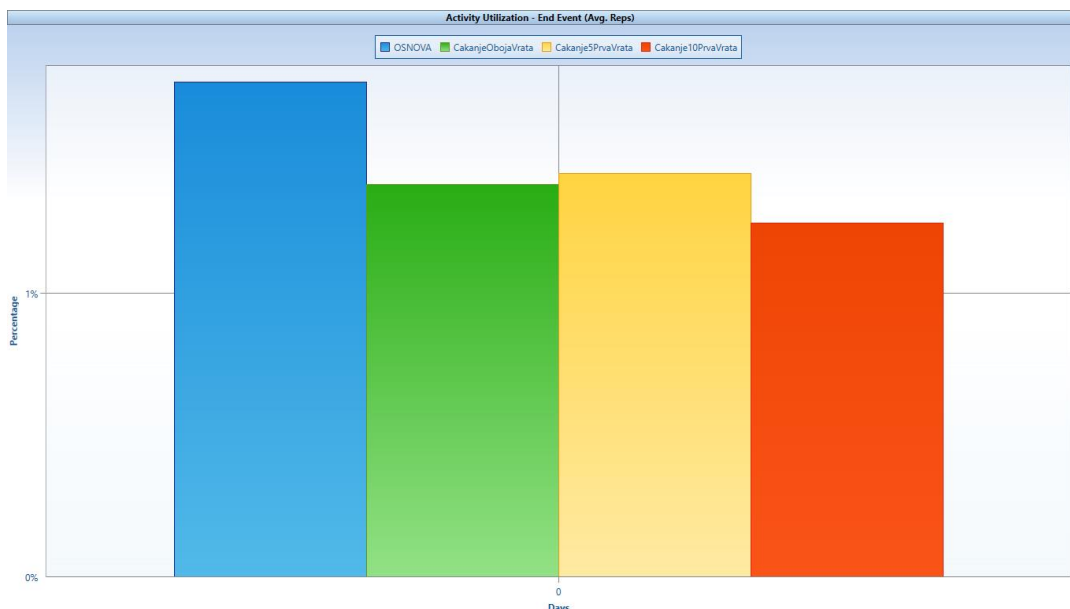 Activity Utilization - End Event (Avg. Reps)
OSNOVA CakanjeObojaVrata Cakanje5PrvaVrata Cakanje10PrvaVrata
Percentage
1%
0%
0
Days